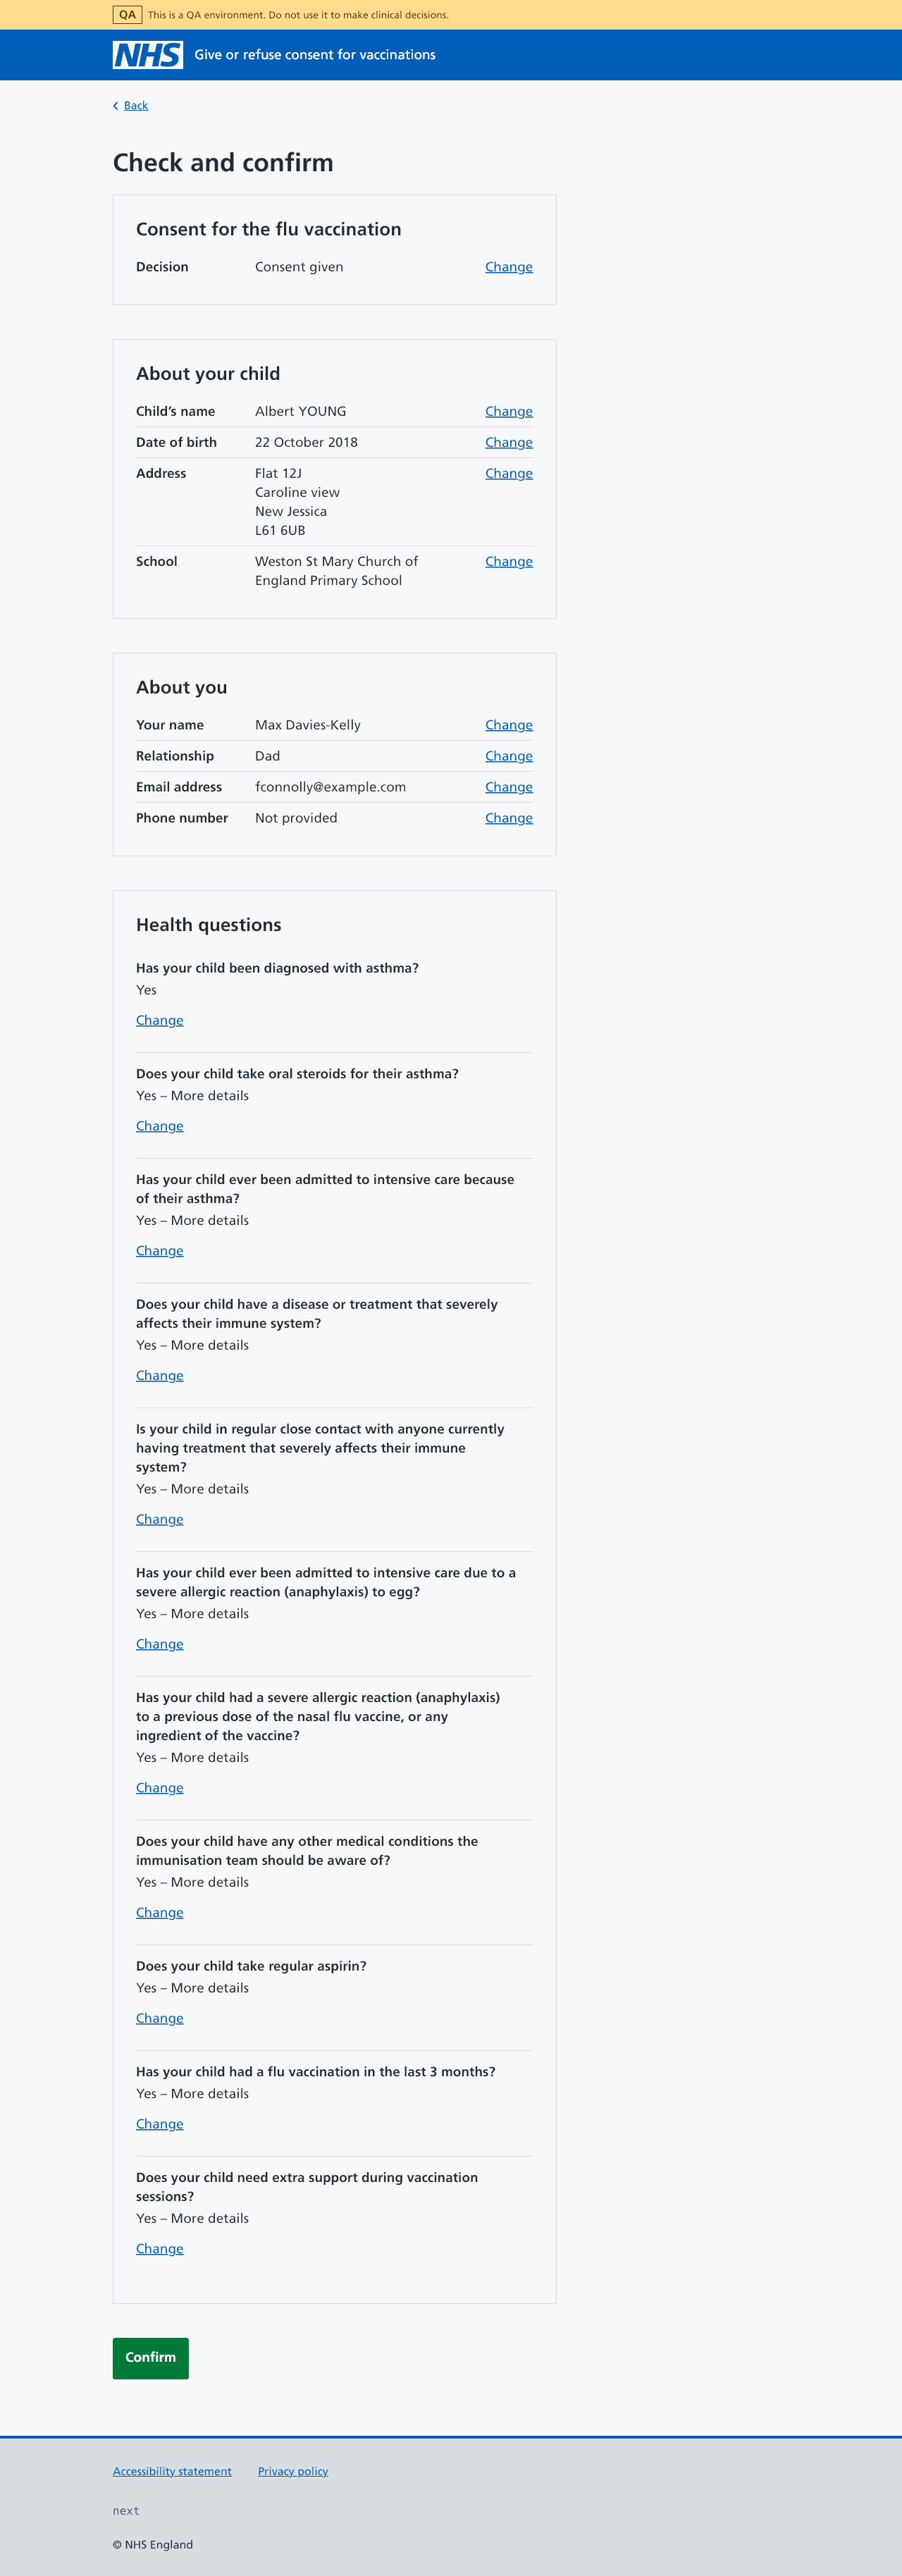 QA This is a QA environment. Do not use it to make clinical decisions.
NHS Give or refuse consent for vaccinations
Back
Check and confirm
Consent for the flu vaccination
Decision Consent given Change
About your child
Child’s name Albert YOUNG Change
Date of birth 22 October 2018 Change
Address Flat 12J Change
Caroline view
New Jessica
L61 6UB
School Weston St Mary Church of Change
England Primary School
About you
Your name Max Davies-Kelly Change
Relationship Dad Change
Email address fconnolly@example.com Change
Phone number Not provided Change
Health questions
Has your child been diagnosed with asthma?
Yes
Change
Does your child take oral steroids for their asthma?
Yes – More details
Change
Has your child ever been admitted to intensive care because
of their asthma?
Yes – More details
Change
Does your child have a disease or treatment that severely
affects their immune system?
Yes – More details
Change
Is your child in regular close contact with anyone currently
having treatment that severely affects their immune
system?
Yes – More details
Change
Has your child ever been admitted to intensive care due to a
severe allergic reaction (anaphylaxis) to egg?
Yes – More details
Change
Has your child had a severe allergic reaction (anaphylaxis)
to a previous dose of the nasal flu vaccine, or any
ingredient of the vaccine?
Yes – More details
Change
Does your child have any other medical conditions the
immunisation team should be aware of?
Yes – More details
Change
Does your child take regular aspirin?
Yes – More details
Change
Has your child had a flu vaccination in the last 3 months?
Yes – More details
Change
Does your child need extra support during vaccination
sessions?
Yes – More details
Change
Confirm
Accessibility statement Privacy policy
next
© NHS England